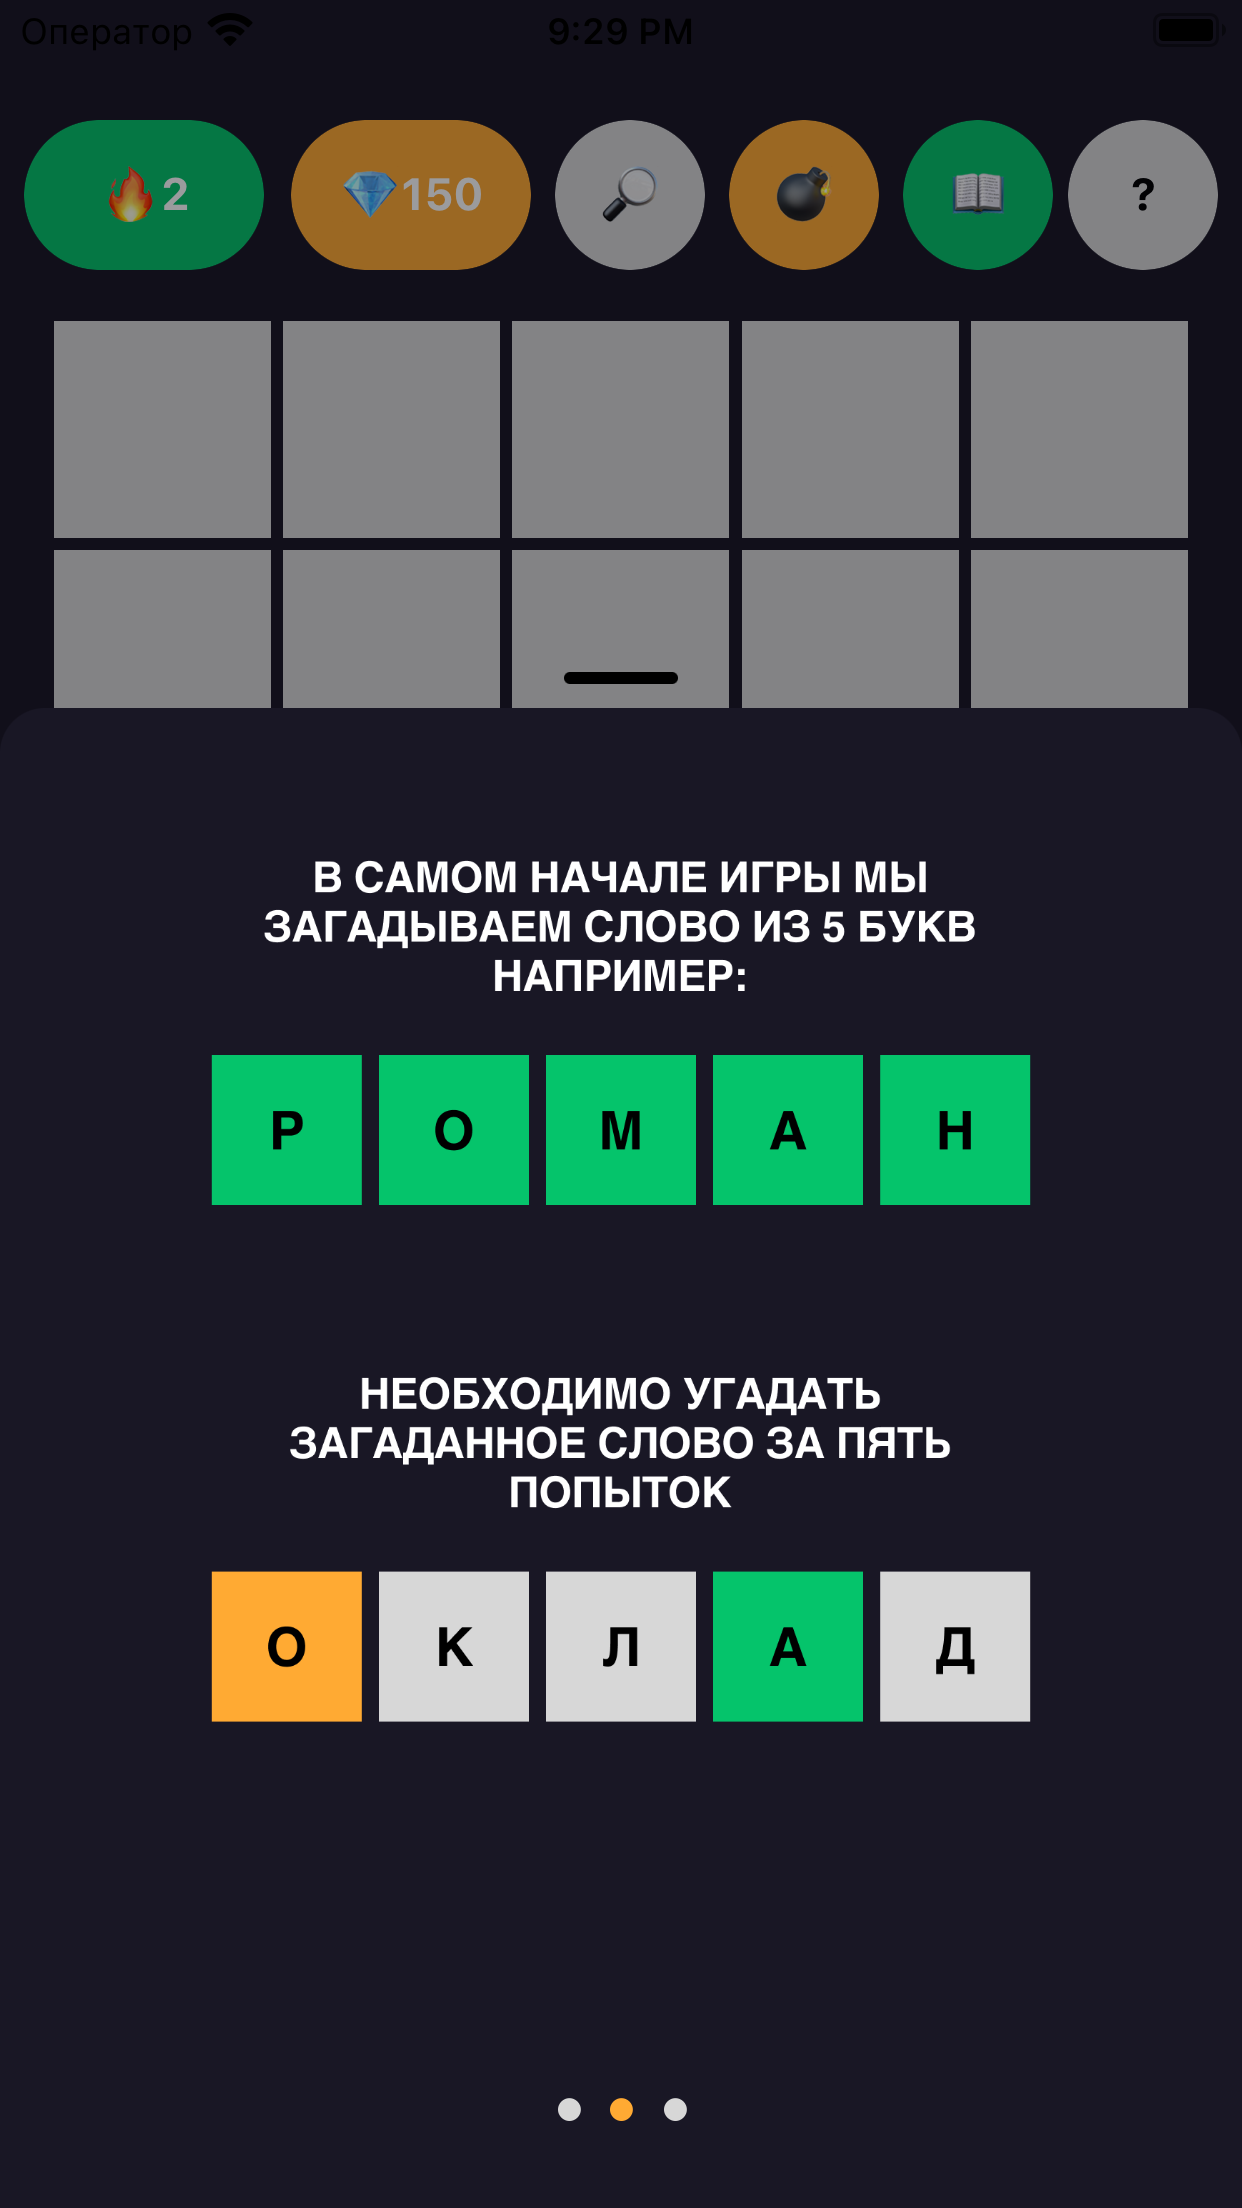 Оператор 9:29 PM
2 150 ?
В САМОМ НАЧАЛЕ ИГРЫ МЫ
ЗАГАДЫВАЕМ СЛОВО ИЗ 5 БУКВ
НАПРИМЕР:
Р О М А Н
НЕОБХОДИМО УГАДАТЬ
ЗАГАДАННОЕ СЛОВО ЗА ПЯТЬ
ПОПЫТОК
О К Л А Д